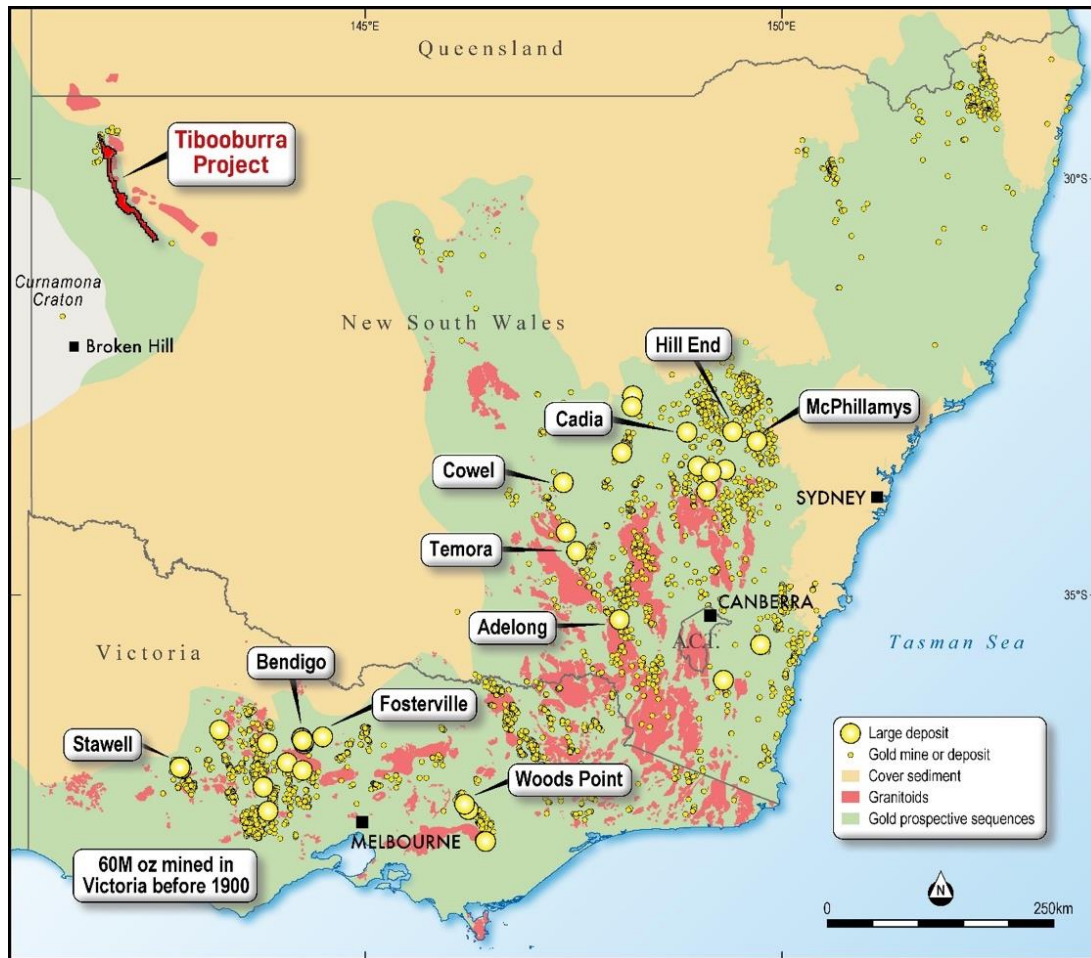 145°E
150°E
Queensland
Tibooburra
Project
30°S
Curnamona
Craton
Broken Hill
New South Wales
Hill End
Cadia
McPhillamys
Cowel
SYDNEY
Temora
CANBERRA
35°S
Adelong
A.C.T.
Tasman Sea
Victoria
Bendigo
Fosterville
Stawell
Woods Point
MELBOURNE
60M oz mined in
Victoria before 1900
Large deposit
Gold mine or deposit
Cover sediment
Granitoids
Gold prospective sequences
N
0
250km